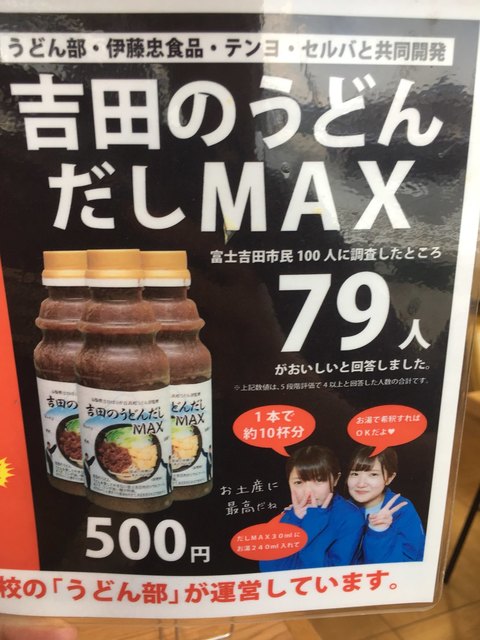 うどん部・伊藤忠食品・テンヨ・セルバと共同開発
吉田のうどん
だしMAX
富士吉田市民100人に調査したところ
79人
がおいしいと回答しました。
※上記数値は、5段階評価で4以上と回答した人数の合計です。
吉田のうどんだし
MAX
1本で
約10杯分
お湯で希釈すれば
OKだよ♥
お土産に
最高だね
だしMAX30mlに
お湯240ml入れて
500円
校の「うどん部」が運営しています。